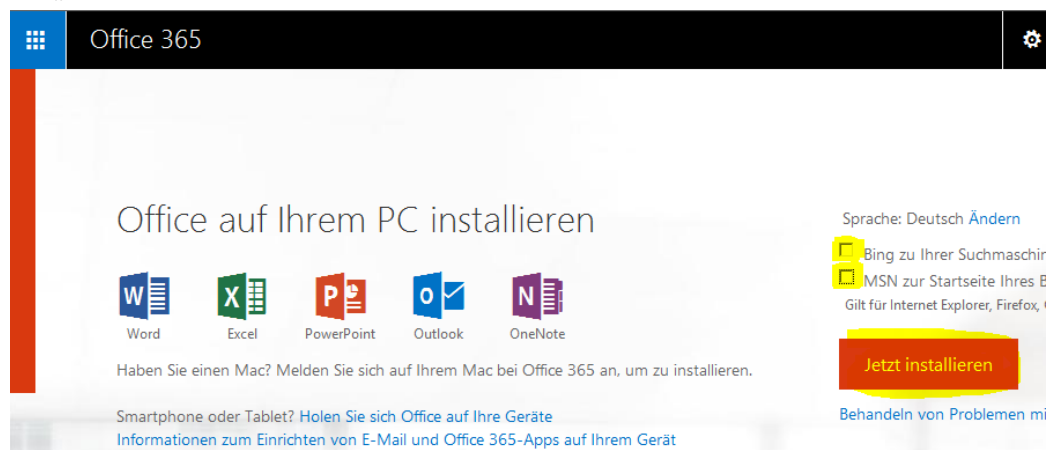 Office 365
Office auf Ihrem PC installieren
Word Excel PowerPoint Outlook OneNote
Haben Sie einen Mac? Melden Sie sich auf Ihrem Mac bei Office 365 an, um zu installieren.
Smartphone oder Tablet? Holen Sie sich Office auf Ihre Geräte
Informationen zum Einrichten von E-Mail und Office 365-Apps auf Ihrem Gerät
Sprache: Deutsch Ändern
Bing zu Ihrer
MSN zur Startseite Ihres
Gilt für Internet Explorer, Firefox,
Jetzt installieren
Behandeln von Problemen